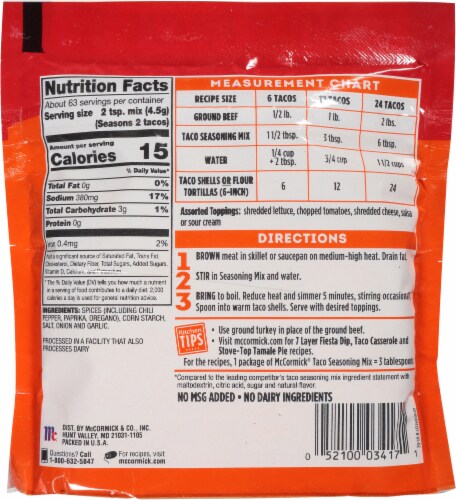 Nutrition Facts
About 63 servings per container
Serving size 2 tsp. mix (4.5g)
(Seasons 2 tacos)
Amount per serving
Calories 15
% Daily Value*
Total Fat 0g 0%
Sodium 380mg 17%
Total Carbohydrate 3g 1%
Protein 0g
0.4mg 2%
Not a significant source of Saturated Fat, Trans
Cholesterol, Dietary Fiber, Total Sugars, Added Sugars,
Vitamin D,
*The % Daily Value (DV) tells you how much a nutrient
in a serving of food contributes to a daily diet. 2,000
calories a day is used for general nutrition advice.
INGREDIENTS: SPICES (INCLUDING CHILI
PEPPER, PAPRIKA, OREGANO), CORN STARCH,
SALT, ONION AND GARLIC.
PROCESSED IN A FACILITY THAT ALSO
PROCESSES DAIRY
MEASUREMENT CHART
RECIPE SIZE 6 TACOS TACOS 24 TACOS
GROUND BEEF 1/2 lb. 1 lb. 2 lbs.
TACO SEASONING MIX 1 1/2 tbsp. 3 tbsp. 6 tbsp.
WATER 1/4 cup + 2 tbsp. 3/4 cup 1 1/2 cups
TACO SHELLS OR FLOUR TORTILLAS (6-INCH) 6 12 24
Assorted Toppings: shredded lettuce, chopped tomatoes, shredded cheese, salsa
or sour cream
DIRECTIONS
1 BROWN meat in skillet or saucepan on medium-high heat. Drain fat.
2 STIR in Seasoning Mix and water.
3 BRING to boil. Reduce heat and simmer 5 minutes, stirring
Spoon into warm taco shells. Serve with desired toppings.
Kitchen TIPS
• Use ground turkey in place of the ground beef.
• Visit mccormick.com for 7 Layer Fiesta Dip, Taco Casserole and
Stove-Top Tamale Pie recipes.
For the recipes, 1 package of McCormick® Taco Seasoning Mix = 3
*Compared to the leading competitor's taco seasoning mix ingredient statement with
maltodextrin, citric acid, sugar and natural flavor.
NO MSG ADDED • NO DAIRY INGREDIENTS
Mc
DIST. BY McCORMICK & CO., INC.
HUNT VALLEY, MD 21031-1105
PACKED IN U.S.A.
Questions? Call
1-800-632-5847
For recipes, visit
mccormick.com
0 52100 03417 1